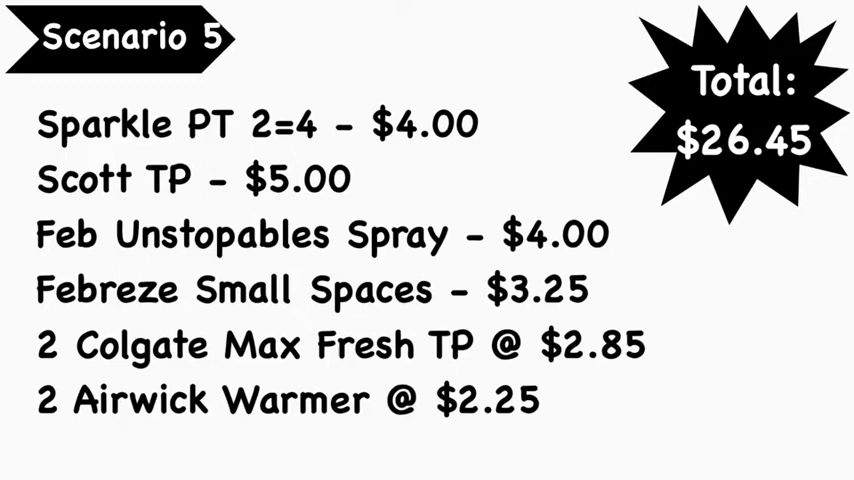 Scenario 5
Total:
$26.45
Sparkle PT 2=4 - $4.00
Scott TP - $5.00
Feb Unstopables Spray - $4.00
Febreze Small Spaces - $3.25
2 Colgate Max Fresh TP @ $2.85
2 Airwick Warmer @ $2.25